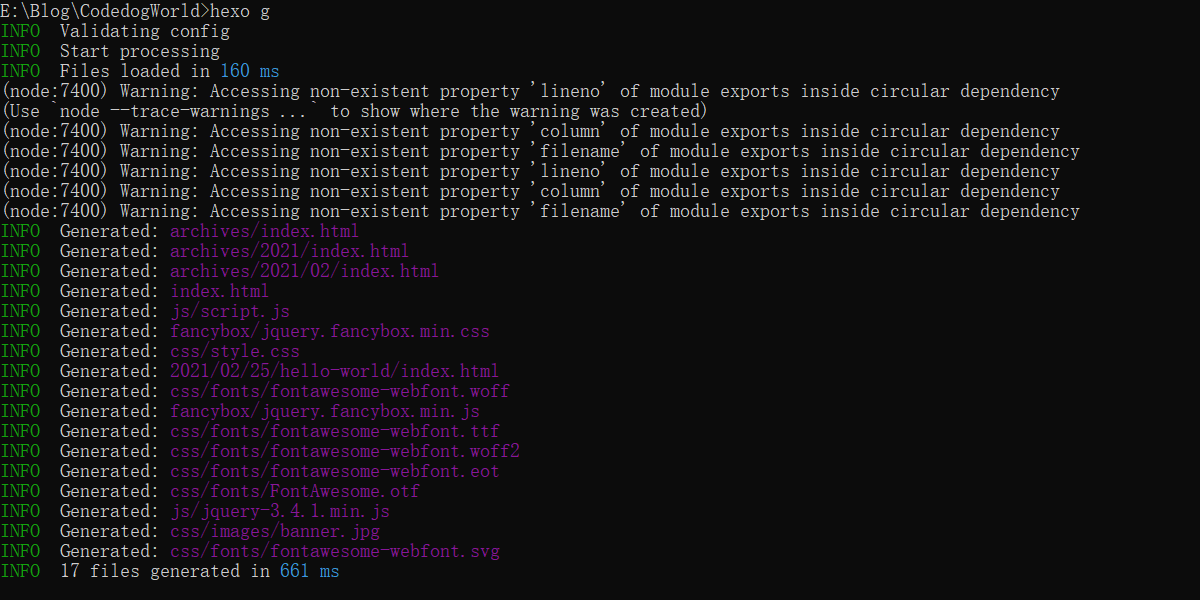 E:\Blog\CodedogWorld>hexo g
INFO  Validating config
INFO  Start processing
INFO  Files loaded in 160 ms
(node:7400) Warning: Accessing non-existent property 'lineno' of module exports inside circular dependency
(Use `node --trace-warnings ...` to show where the warning was created)
(node:7400) Warning: Accessing non-existent property 'column' of module exports inside circular dependency
(node:7400) Warning: Accessing non-existent property 'filename' of module exports inside circular dependency
(node:7400) Warning: Accessing non-existent property 'lineno' of module exports inside circular dependency
(node:7400) Warning: Accessing non-existent property 'column' of module exports inside circular dependency
(node:7400) Warning: Accessing non-existent property 'filename' of module exports inside circular dependency
INFO  Generated: archives/index.html
INFO  Generated: archives/2021/index.html
INFO  Generated: archives/2021/02/index.html
INFO  Generated: index.html
INFO  Generated: js/script.js
INFO  Generated: fancybox/jquery.fancybox.min.css
INFO  Generated: css/style.css
INFO  Generated: 2021/02/25/hello-world/index.html
INFO  Generated: css/fonts/fontawesome-webfont.woff
INFO  Generated: fancybox/jquery.fancybox.min.js
INFO  Generated: css/fonts/fontawesome-webfont.ttf
INFO  Generated: css/fonts/fontawesome-webfont.woff2
INFO  Generated: css/fonts/fontawesome-webfont.eot
INFO  Generated: css/fonts/FontAwesome.otf
INFO  Generated: js/jquery-3.4.1.min.js
INFO  Generated: css/images/banner.jpg
INFO  Generated: css/fonts/fontawesome-webfont.svg
INFO  17 files generated in 661 ms